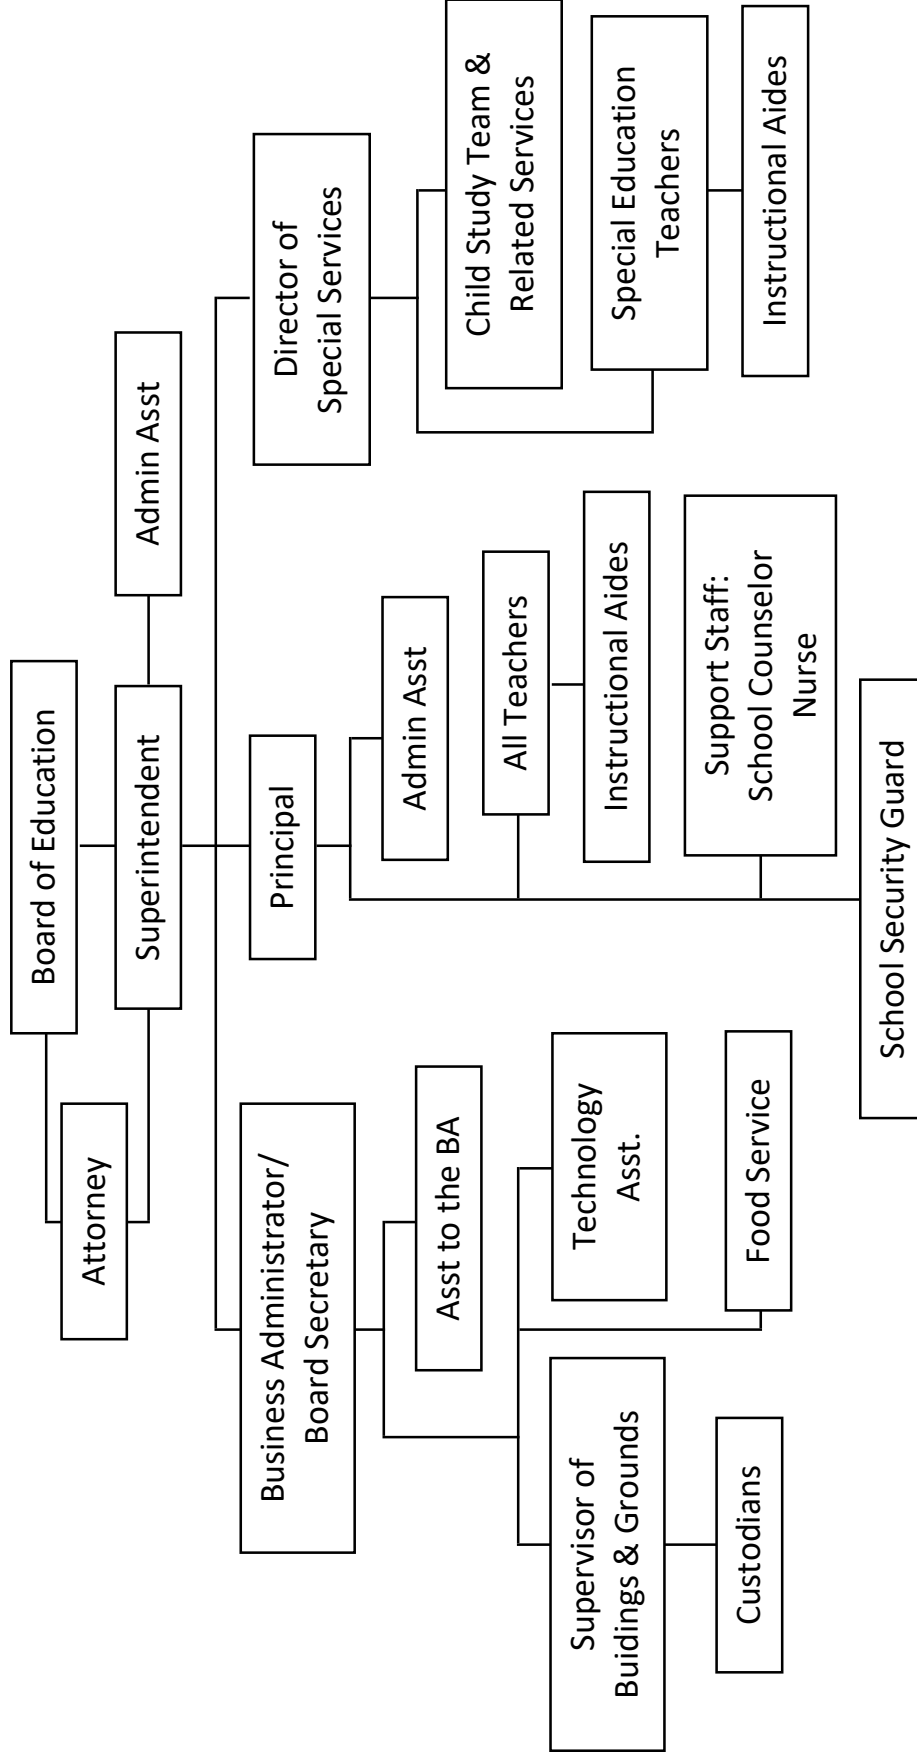 Board of Education
Attorney
Superintendent
Admin Asst
Business Administrator/
Board Secretary
Principal
Director of
Special Services
Asst to the BA
Admin Asst
Child Study Team &
Related Services
Supervisor of
Buidings & Grounds
Technology
Asst.
All Teachers
Instructional Aides
Special Education
Teachers
Custodians
Food Service
Support Staff:
School Counselor
Nurse
Instructional Aides
School Security Guard